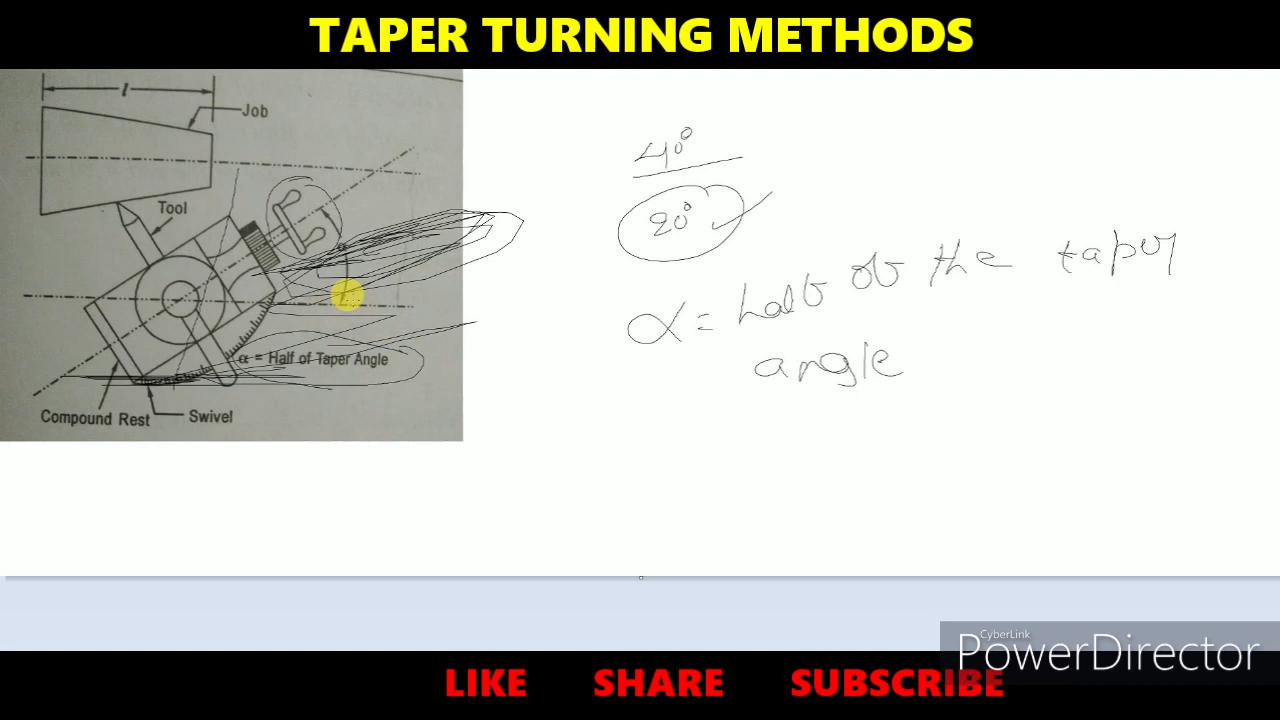 TAPER TURNING METHODS
l
Job
Tool
α
α = Half of Taper Angle
Compound Rest
Swivel
40°
20°
α = half of the taper
angle
CyberLink
PowerDirector
LIKE SHARE SUBSCRIBE